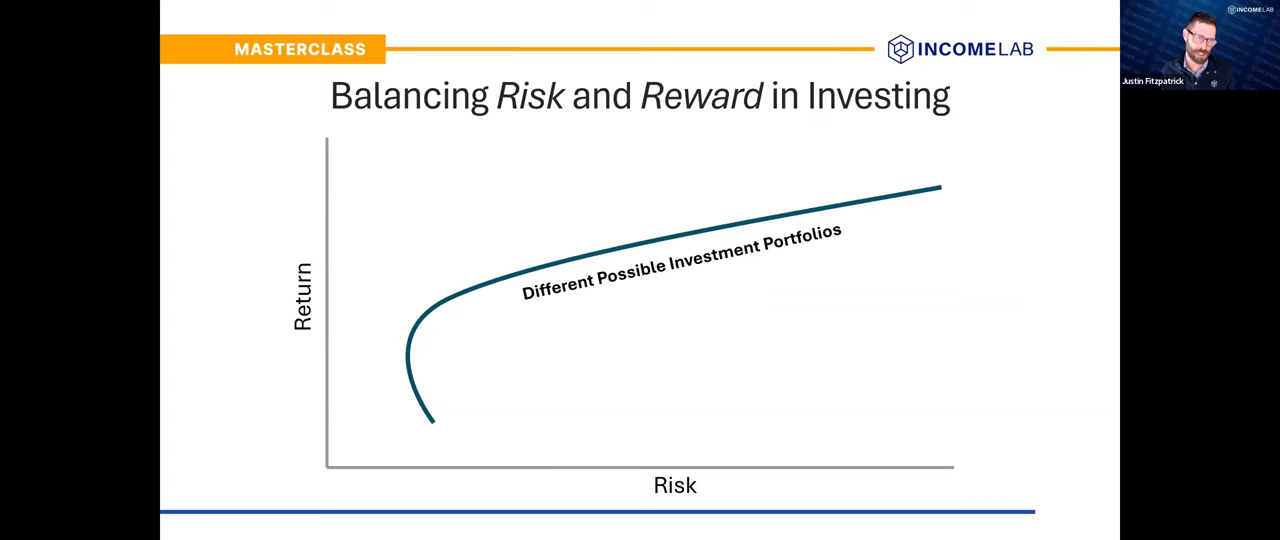 MASTERCLASS
INCOMELAB
Balancing Risk and Reward in Investing
Return
Different Possible Investment Portfolios
Risk
INCOMELAB
Justin Fitzpatrick